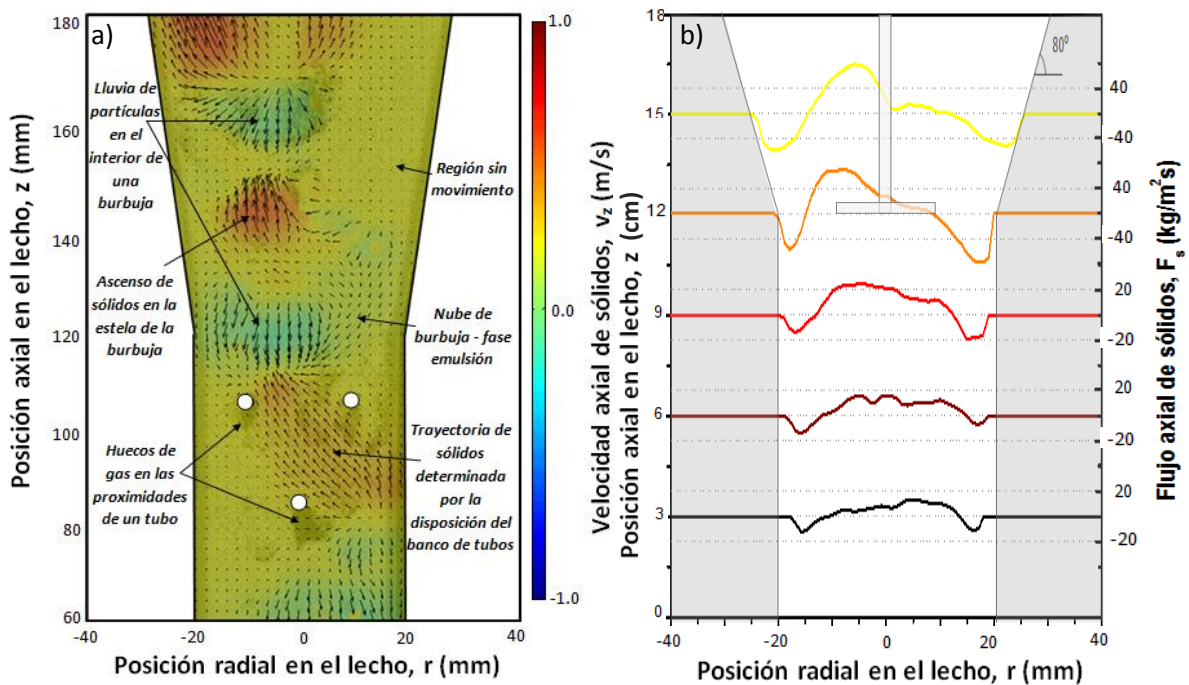 a)
180
160
140
120
100
80
60
-40
-20
0
20
40
Posición axial en el lecho, z (mm)
Posición radial en el lecho, r (mm)
Lluvia de
partículas
en el
interior de
una
burbuja
Región sin
movimiento
Ascenso de
sólidos en la
estela de la
burbuja
Nube de
burbuja - fase
emulsión
Huecos de
gas en las
proximidades
de un tubo
Trayectoria de
sólidos
determinada
por la
disposición del
banco de tubos
1.0
0.0
-1.0
b)
Velocidad axial de sólidos, vz (m/s)
Posición axial en el lecho, z (cm)
18
15
12
9
6
3
0
80º
40
-40
40
-40
20
-20
20
-20
20
-20
Flujo axial de sólidos, Fs (kg/m²s)
-40
-20
0
20
40
Posición radial en el lecho, r (mm)